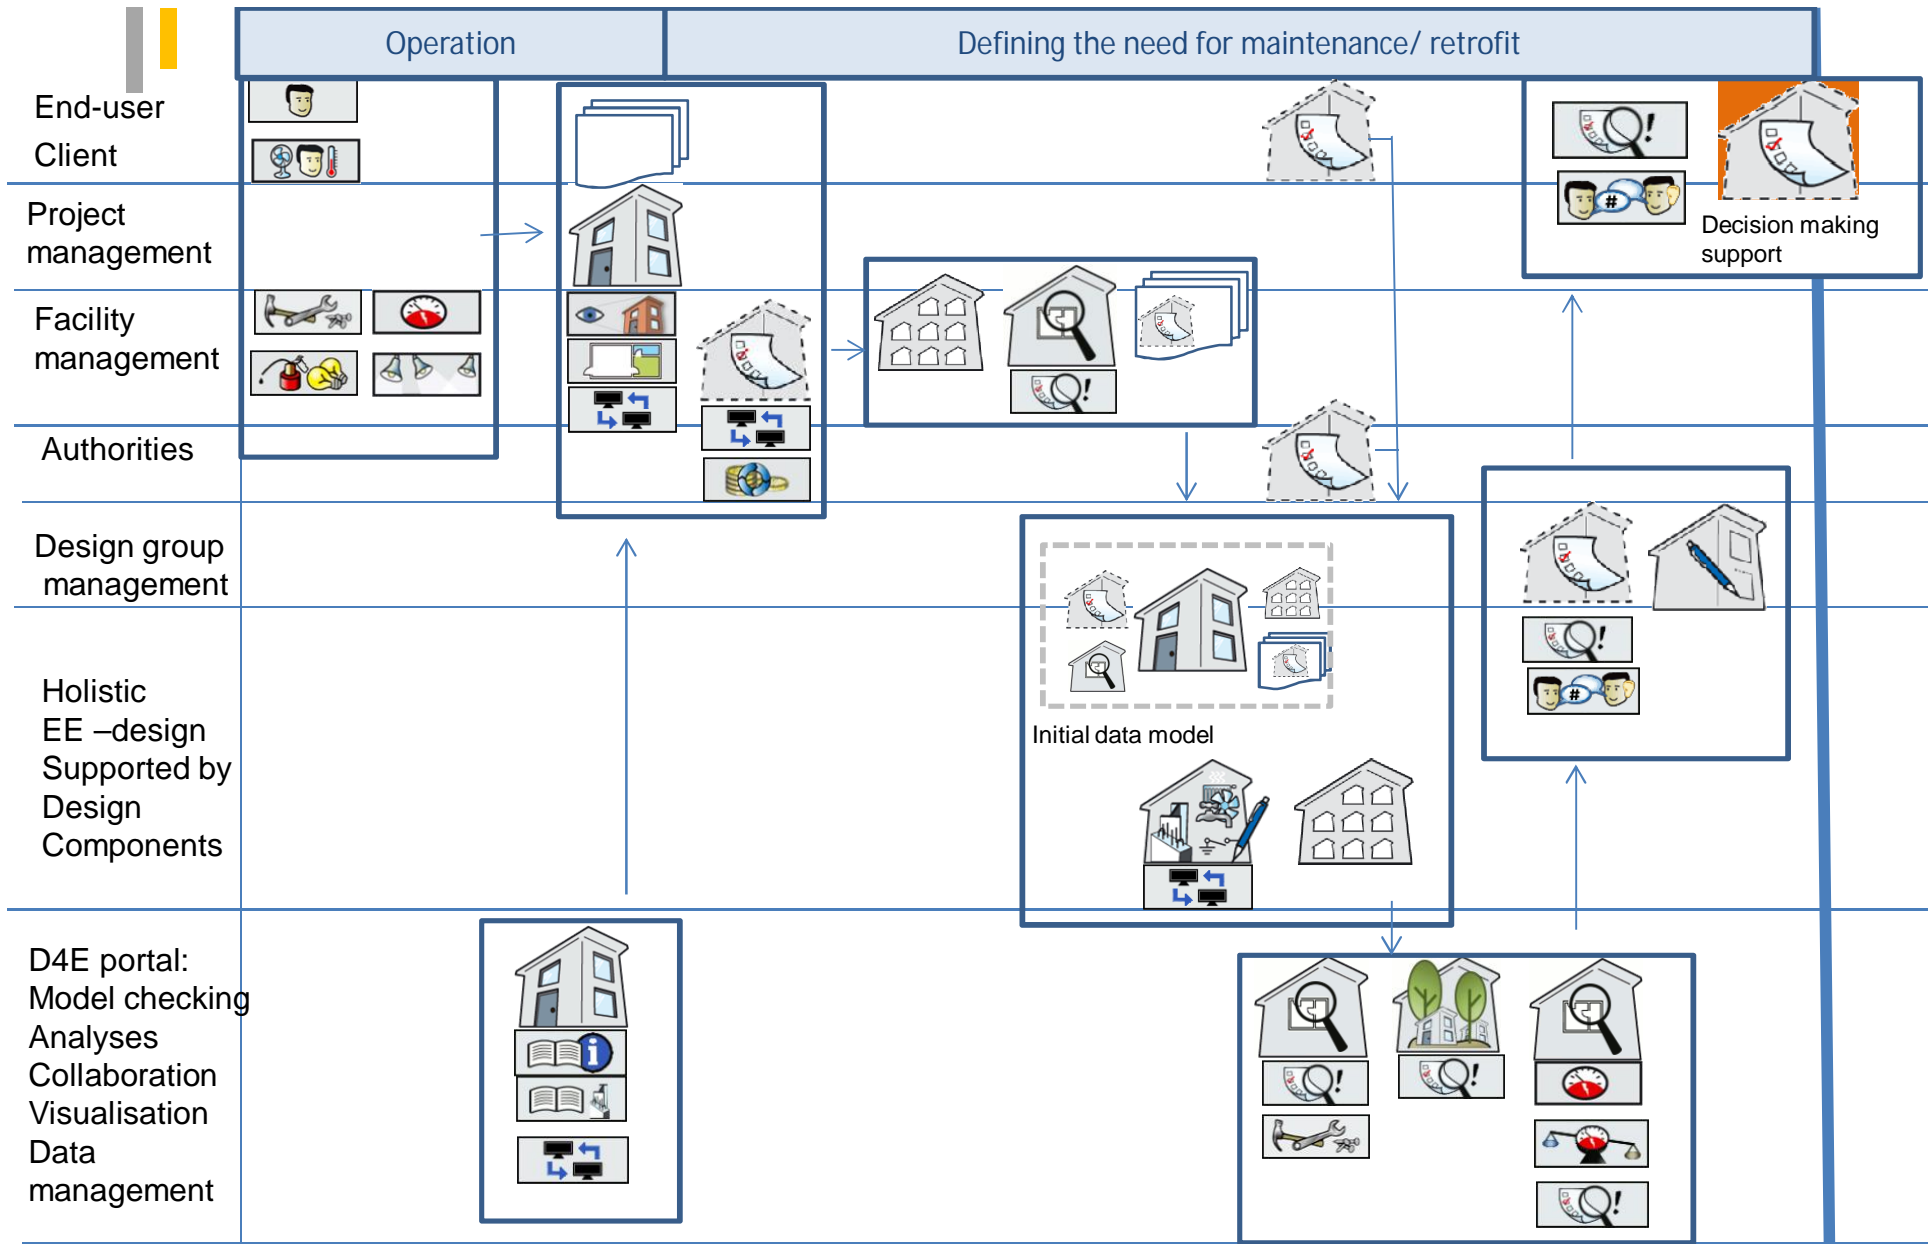 Operation
Defining the need for maintenance/ retrofit
End-user
Client
Project
management
Decision making
support
Facility
management
Authorities
Design group
management
Holistic
EE –design
Supported by
Design
Components
Initial data model
D4E portal:
Model checking
Analyses
Collaboration
Visualisation
Data
management
!
#
!
!
#
i
!
!
!